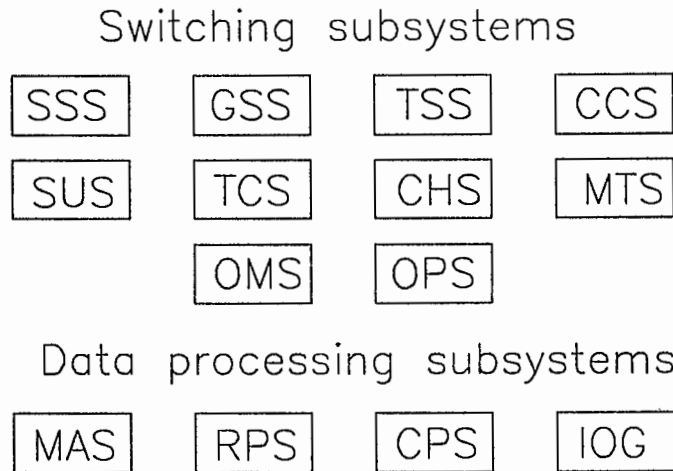 Switching subsystems
SSS GSS TSS CCS
SUS TCS CHS MTS
OMS OPS
Data processing subsystems
MAS RPS CPS IOG